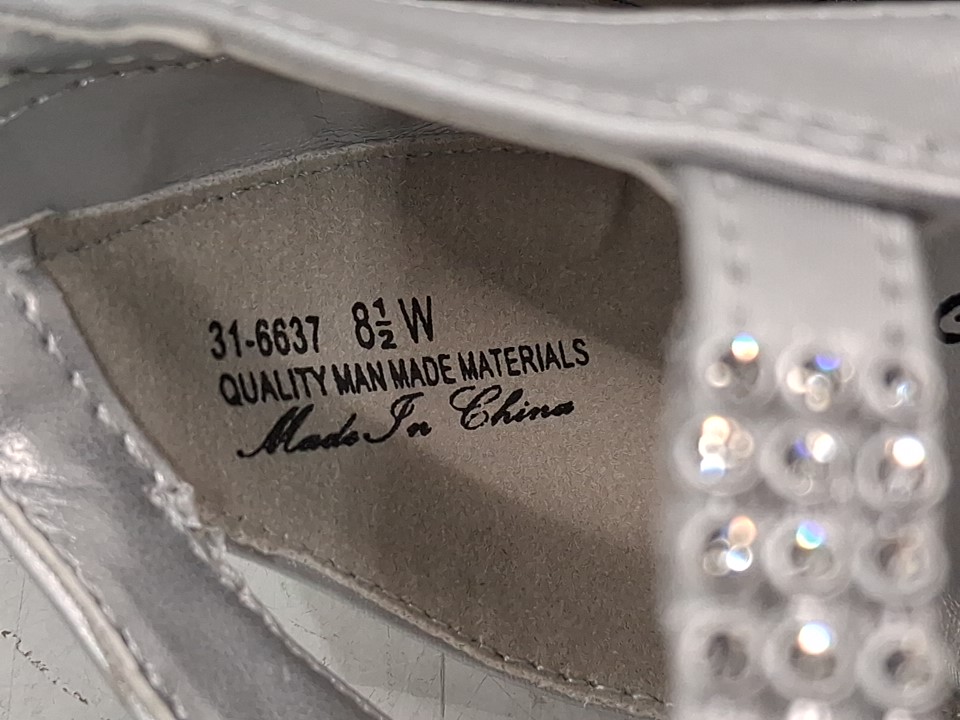 31-6637 8½ W
QUALITY MAN MADE MATERIALS
Made In China